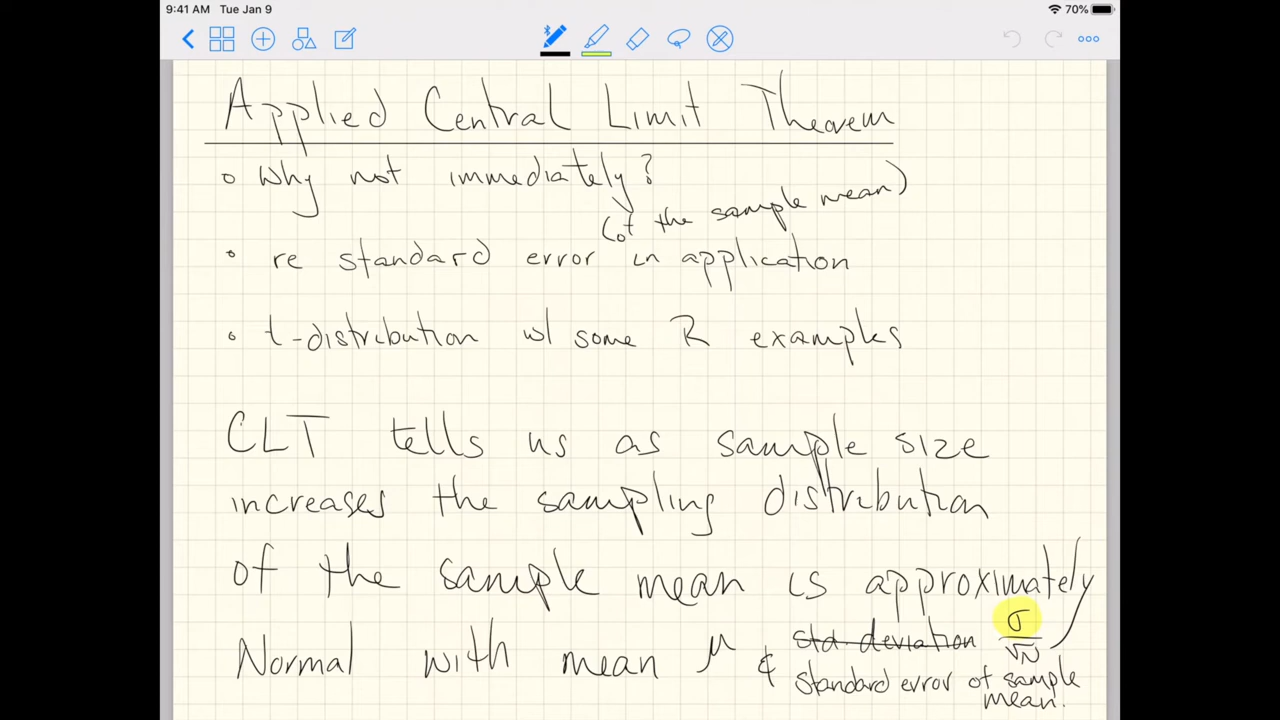 9:41 AM Tue Jan 9 70%
Applied Central Limit Theorem
• Why not immediately?
(of the sample mean)
• re standard error in application
• t-distribution w/ some R examples
CLT tells us as sample size
increases the sampling distribution
of the sample mean is approximately
Normal with mean μ & std. deviation σ/√N
standard error of sample
mean.